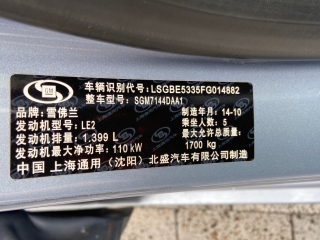 车辆识别代号：LSGBE5335FG014882
整车型号：SGM7144DAA1
品牌：雪佛兰 制造年月：14-10
发动机型号：LE2 乘坐人数：5
发动机排量：1.399 L 最大允许总质量：
发动机最大净功率：110 kW 1700 kg
中国 上海通用（沈阳）北盛汽车有限公司制造